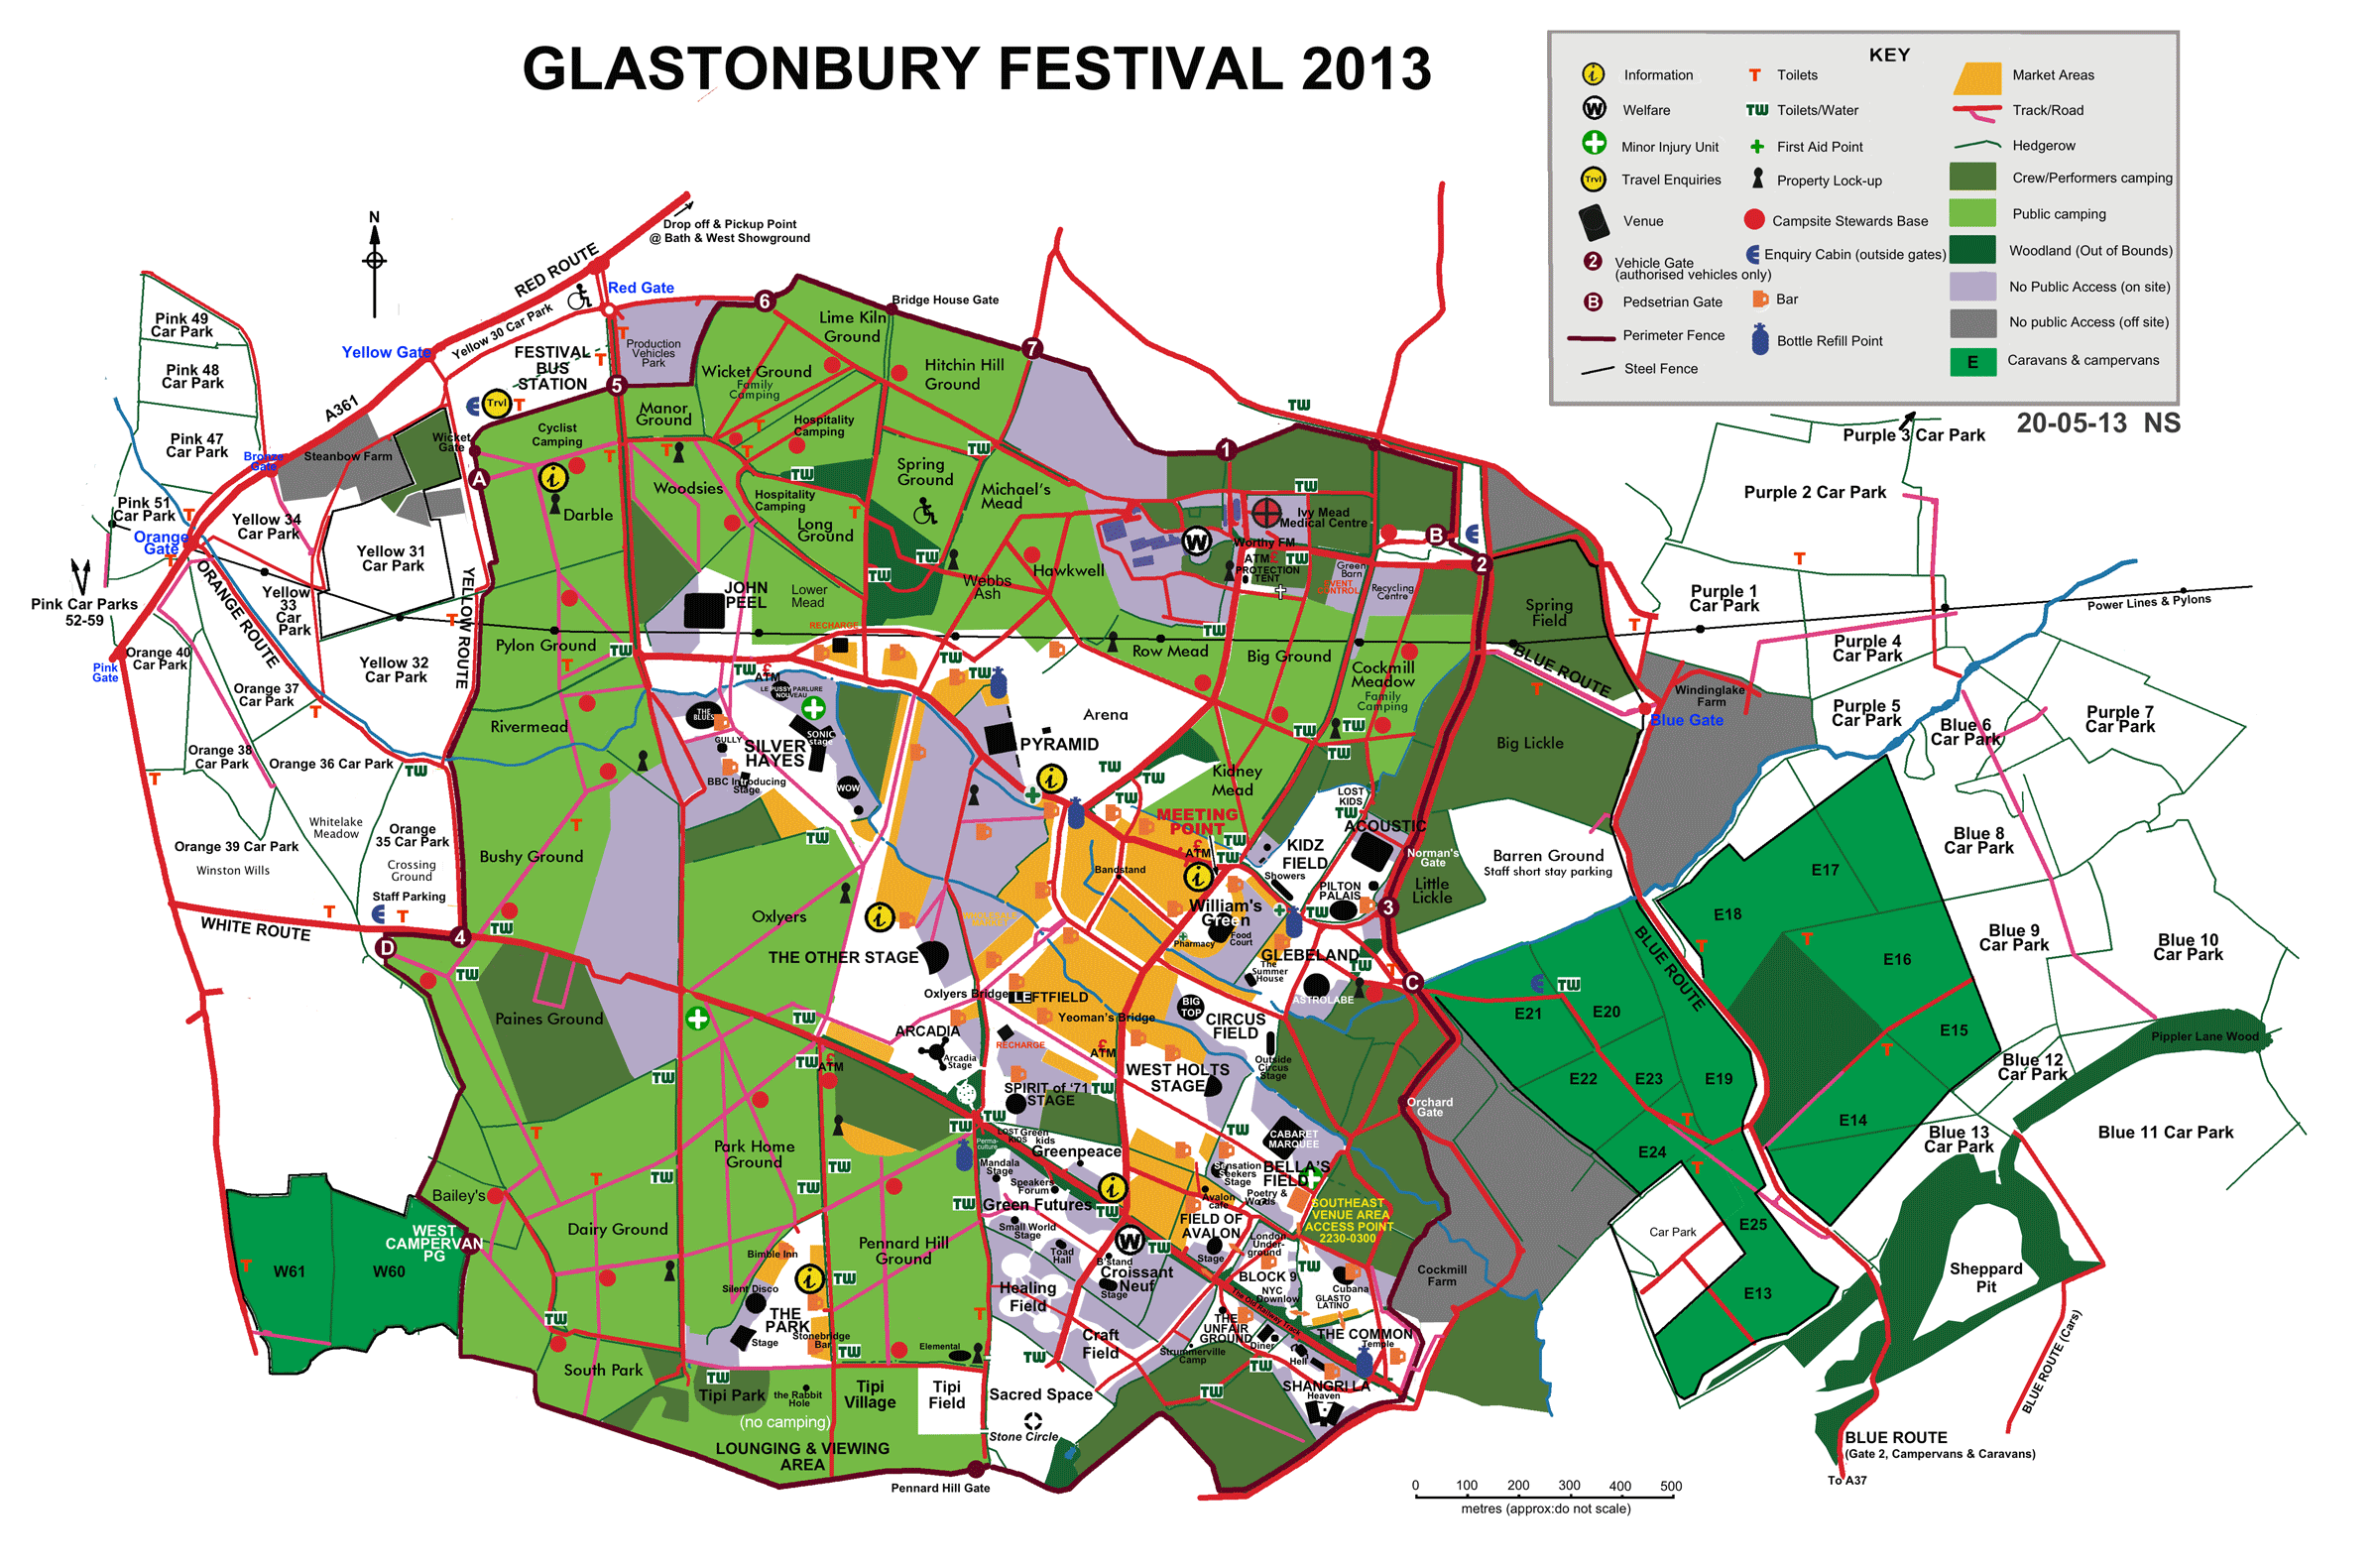 GLASTONBURY FESTIVAL 2013
KEY
Information
Toilets
Market Areas
Welfare
Toilets/Water
Track/Road
Minor Injury Unit
First Aid Point
Hedgerow
Travel Enquiries
Property Lock-up
Crew/Performers camping
Venue
Campsite Stewards Base
Public camping
Vehicle Gate
(authorised vehicles only)
Enquiry Cabin (outside gates)
Woodland (Out of Bounds)
Pedsetrian Gate
Bar
No Public Access (on site)
Perimeter Fence
Bottle Refill Point
No public Access (off site)
Steel Fence
Caravans & campervans
20-05-13 NS
N
Drop off & Pickup Point
@ Bath & West Showground
RED ROUTE
Red Gate
Yellow 30 Car Park
Yellow Gate
A361
FESTIVAL
BUS
STATION
Production
Vehicles
Park
Pink 49
Car Park
Pink 48
Car Park
Pink 47
Car Park
Bronze
Gate
Pink 51
Car Park
Orange
Gate
Pink Car Parks
52-59
Pink
Gate
Steanbow Farm
Wicket
Gate
Yellow 34
Car Park
Yellow 31
Car Park
Yellow
33
Car
Park
Yellow 32
Car Park
YELLOW ROUTE
ORANGE ROUTE
Orange 40
Car Park
Orange 37
Car Park
Orange 38
Car Park
Orange 36 Car Park
Orange 39 Car Park
Winston Wills
Whitelake
Meadow
Orange
35 Car Park
Crossing
Ground
Staff Parking
WHITE ROUTE
Cyclist
Camping
Manor
Ground
Wicket Ground
Family
Camping
Lime Kiln
Ground
Bridge House Gate
Hitchin Hill
Ground
Hospitality
Camping
Woodsies
Darble
Hospitality
Camping
Long
Ground
Spring
Ground
Michael's
Mead
Webbs
Ash
Hawkwell
JOHN
PEEL
Lower
Mead
RECHARGE
Pylon Ground
Rivermead
Bushy Ground
Row Mead
Big Ground
Ivy Mead
Medical Centre
Worthy FM
ATM
PROTECTION
TENT
Green
Barn
EVENT
CONTROL
Recycling
Centre
Cockmill
Meadow
Family
Camping
Spring
Field
BLUE ROUTE
Big Lickle
Windinglake
Farm
Blue Gate
Purple 3 Car Park
Purple 2 Car Park
Purple 1
Car Park
Power Lines & Pylons
Purple 4
Car Park
Purple 5
Car Park
Purple 7
Car Park
Blue 6
Car Park
Blue 8
Car Park
Blue 9
Car Park
Blue 10
Car Park
Blue 12
Car Park
Pippler Lane Wood
Blue 13
Car Park
Blue 11 Car Park
Sheppard
Pit
BLUE ROUTE (Cars)
BLUE ROUTE
(Gate 2, Campervans & Caravans)
To A37
ATM
LE PUSSY PARLURE
NOUVEAU
THE
BLUES
GULLY
SILVER
HAYES
SONIC
stage
BBC Introducing
Stage
WOW
Arena
PYRAMID
Kidney
Mead
MEETING
POINT
ATM
Bandstand
LOST
KIDS
ACOUSTIC
KIDZ
FIELD
Showers
PILTON
PALAIS
Norman's
Gate
Little
Lickle
Barren Ground
Staff short stay parking
Oxlyers
THE OTHER STAGE
WHOLESALE
MARKET
William's
Green
Food
Court
Pharmacy
The
Summer
House
GLEBELAND
ASTROLABE
Oxlyers Bridge
LEFTFIELD
Yeoman's Bridge
BIG
TOP
CIRCUS
FIELD
Outside
Circus
Stage
ARCADIA
Arcadia
Stage
RECHARGE
SPIRIT of '71
STAGE
ATM
WEST HOLTS
STAGE
CABARET
MARQUEE
BELLA'S
FIELD
Sensation
Seekers
Stage
Poetry &
Words
Orchard
Gate
Paines Ground
ATM
Park Home
Ground
Bailey's
Dairy Ground
Pennard Hill
Ground
Perma-
culture
LOST
KIDS
Green
kids
Greenpeace
Mandala
Stage
Speakers
Forum
Green Futures
Small World
Stage
Toad
Hall
B'stand
Croissant
Neuf
Stage
Healing
Field
Craft
Field
Avalon
cafe
FIELD OF
AVALON
Stage
London
Under-
ground
SOUTHEAST
VENUE AREA
ACCESS POINT
2230-0300
BLOCK 9
NYC
Downlow
Cubana
GLASTO
LATINO
The Old Railway Track
THE
UNFAIR
GROUND
Diner
THE COMMON
Temple
Hell
Strummerville
Camp
SHANGRI LA
Heaven
Cockmill
Farm
Bimble Inn
Silent Disco
THE
PARK
Stage
Stonebridge
Bar
Elemental
WEST
CAMPERVAN
PG
W61
W60
South Park
Tipi Park
the Rabbit
Hole
(no camping)
Tipi
Village
Tipi
Field
LOUNGING & VIEWING
AREA
Sacred Space
Stone Circle
Pennard Hill Gate
E17
E18
E16
E15
E14
E21
E20
E22
E23
E19
E24
E25
E13
BLUE ROUTE
Car Park
0 100 200 300 400 500
metres (approx:do not scale)